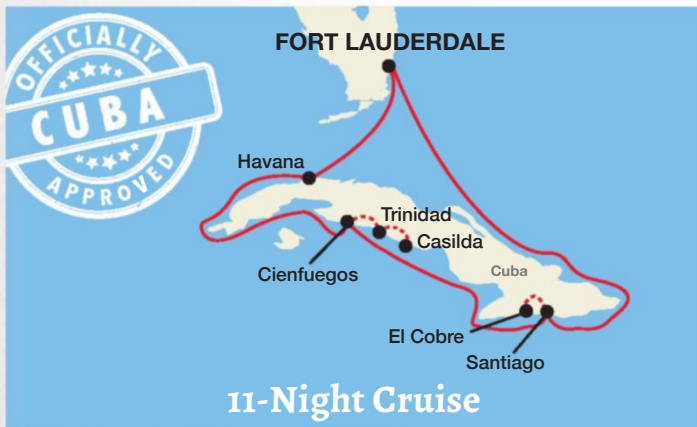 OFFICIALLY
CUBA
APPROVED
FORT LAUDERDALE
Havana
Trinidad
Casilda
Cienfuegos
Cuba
El Cobre
Santiago
11-Night Cruise